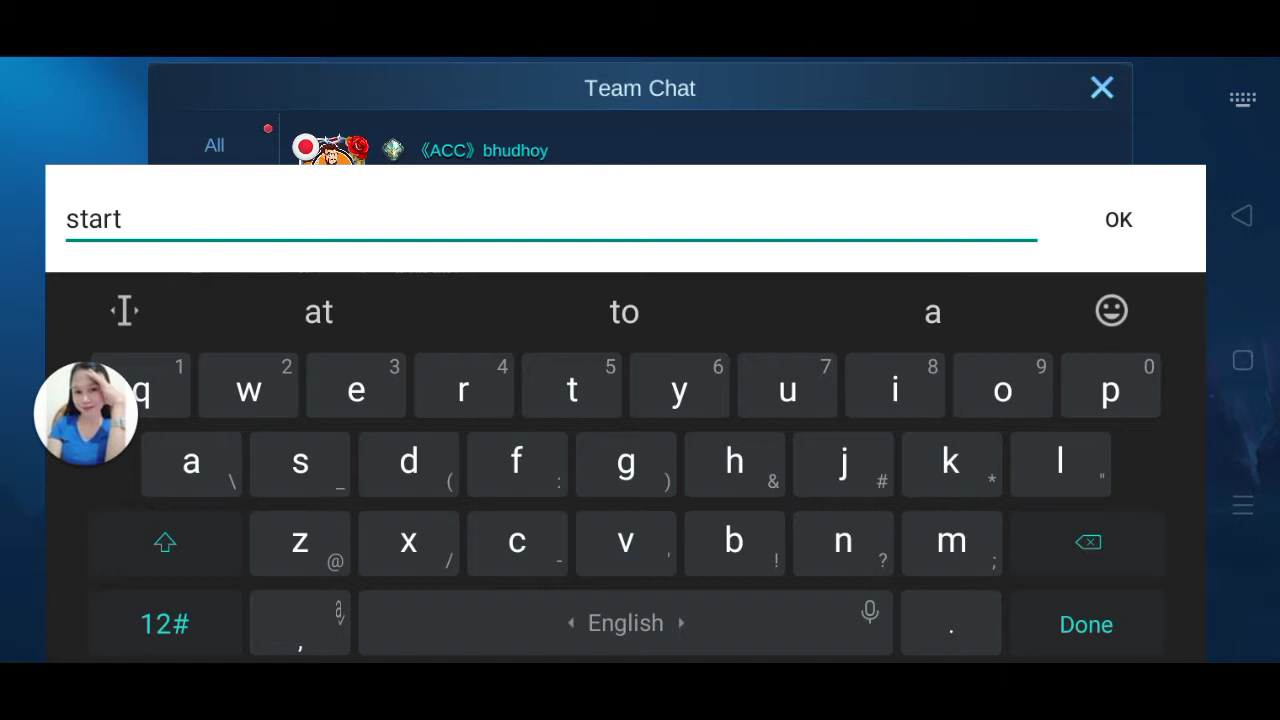 Team Chat
All
《ACC》bhudhoy
start
OK
at to a
q 1 w 2 e 3 r 4 t 5 y 6 u 7 i 8 o 9 p 0
a \ s _ d ( f : g ) h & j # k * l "
z @ x / c - v ' b ! n ? m ;
12# , English . Done